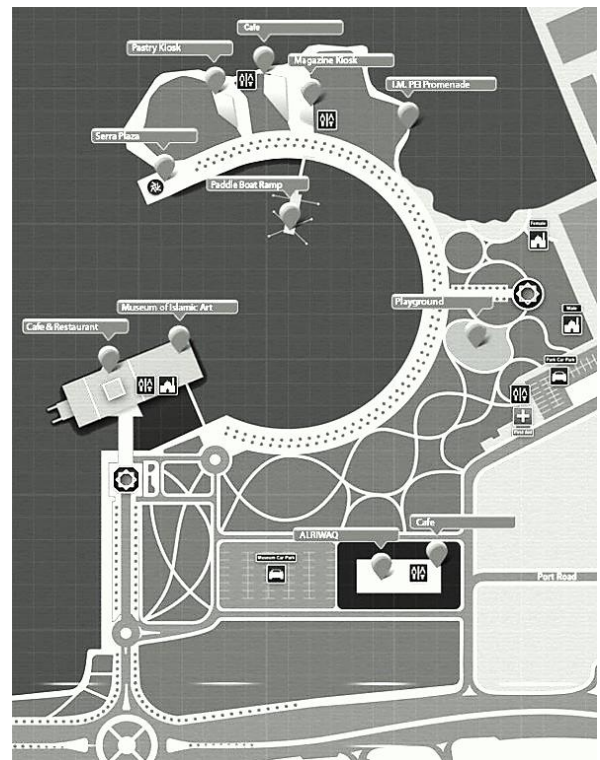 Cafe
Pastry Kiosk
Magazine Kiosk
I.M. PEI Promenade
Serra Plaza
Paddle Boat Ramp
Female
Playground
Museum of Islamic Art
Male
Cafe & Restaurant
Park Car Park
First Aid
Cafe
ALRIWAQ
Museum Car Park
Port Road